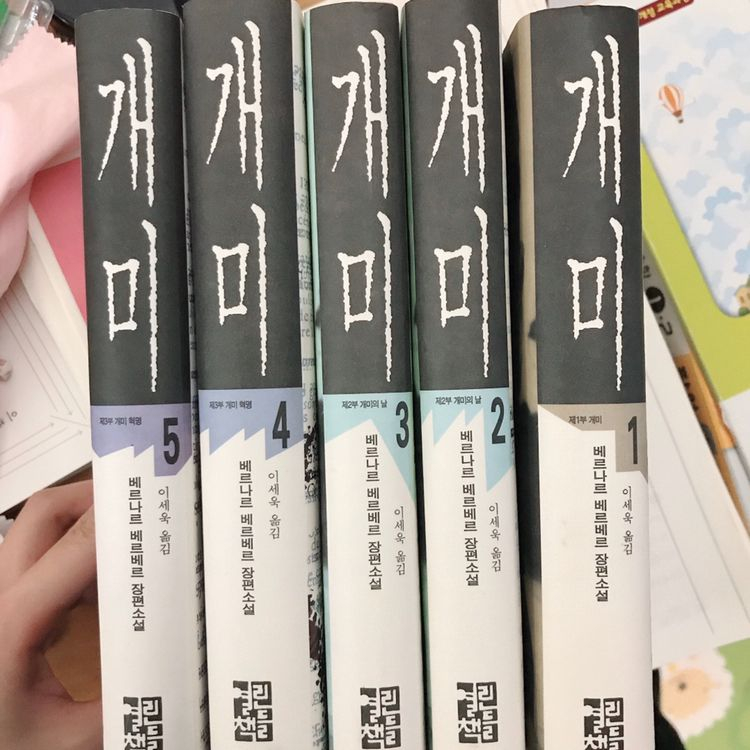 개미
제3부 개미 혁명
5
베르나르 베르베르 장편소설
이세욱 옮김
열린책들
개미
제3부 개미 혁명
4
베르나르 베르베르 장편소설
이세욱 옮김
열린책들
개미
제2부 개미의 날
3
베르나르 베르베르 장편소설
이세욱 옮김
열린책들
개미
제2부 개미의 날
2
베르나르 베르베르 장편소설
이세욱 옮김
열린책들
개미
제1부 개미
1
베르나르 베르베르 장편소설
이세욱 옮김
열린책들